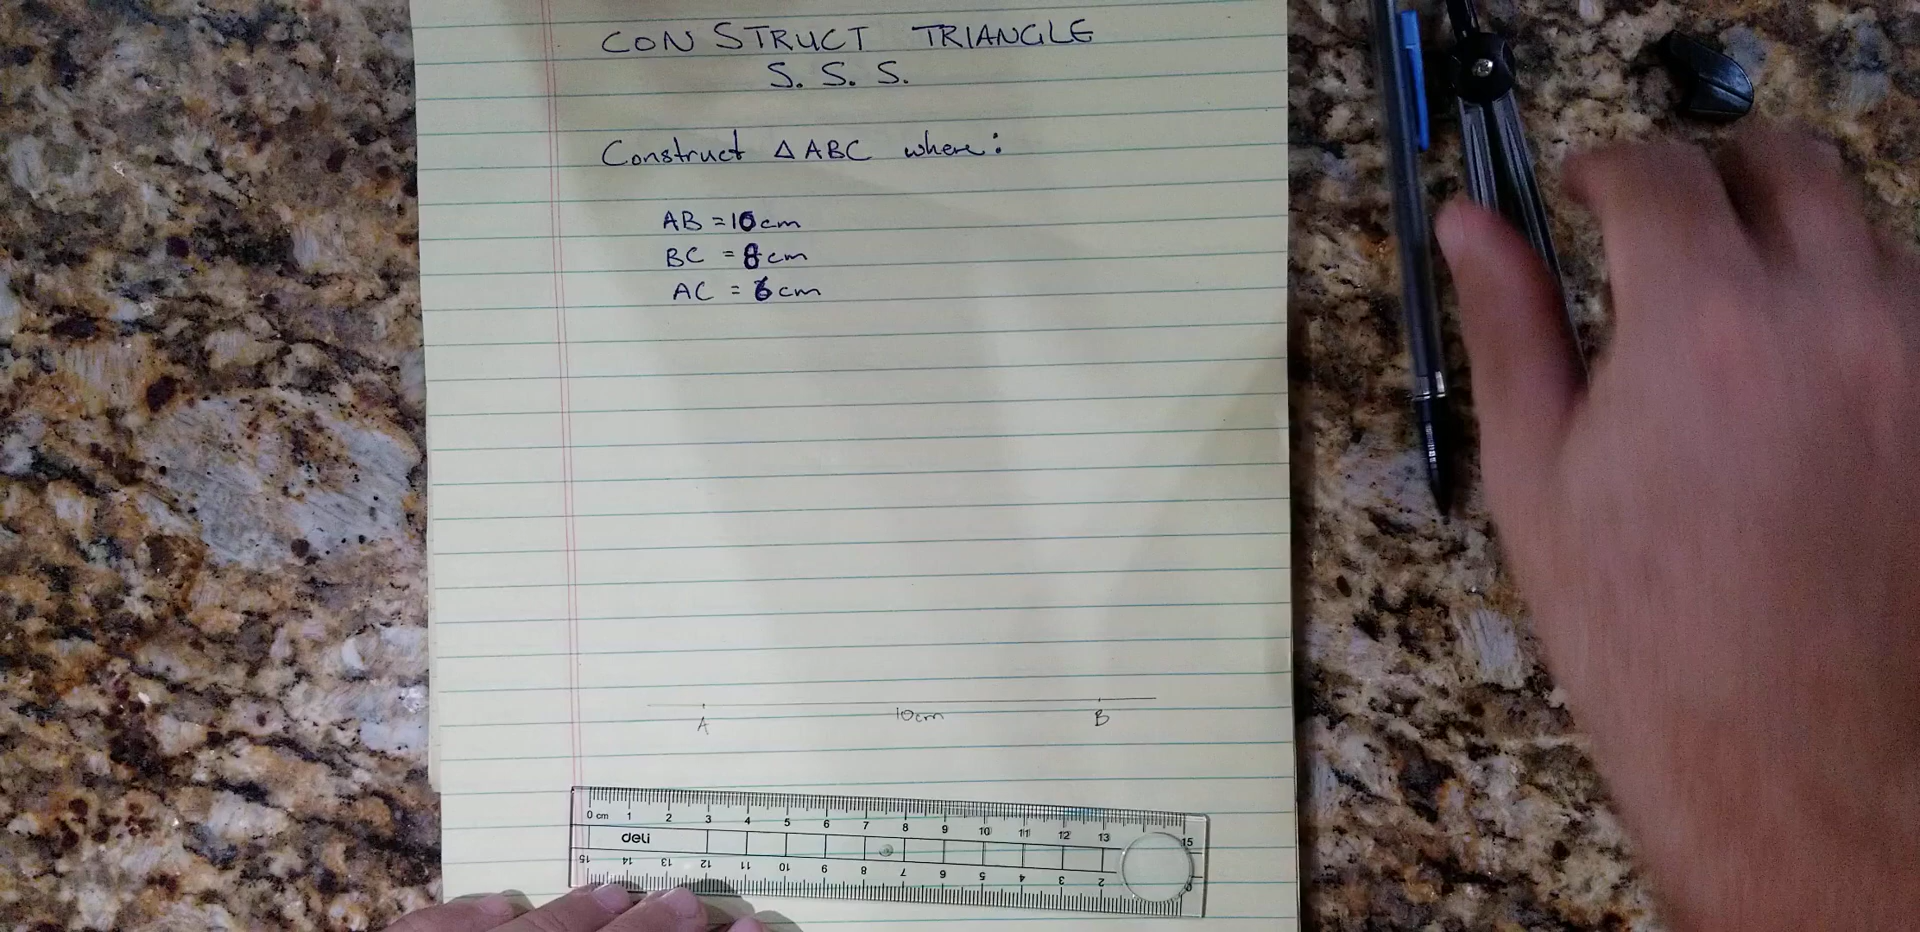 CONSTRUCT TRIANGLE
S. S. S.
Construct △ABC where:
AB = 10cm
BC = 8cm
AC = 6cm
A 10cm B
0 cm 1 2 3 4 5 6 7 8 9 10 11 12 13 15
deli
15 14 13 12 11 10 9 8 7 6 5 4 3 2 0